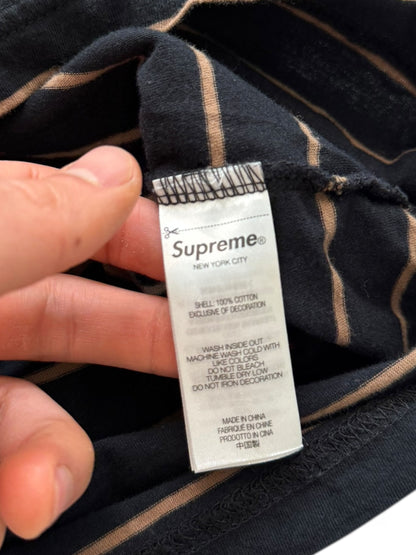 Supreme®
NEW YORK CITY
SHELL: 100% COTTON
EXCLUSIVE OF DECORATION
WASH INSIDE OUT
MACHINE WASH COLD WITH
LIKE COLORS
DO NOT BLEACH
TUMBLE DRY LOW
DO NOT IRON DECORATION
MADE IN CHINA
FABRIQUÉ EN CHINE
PRODOTTO IN CINA
中国製